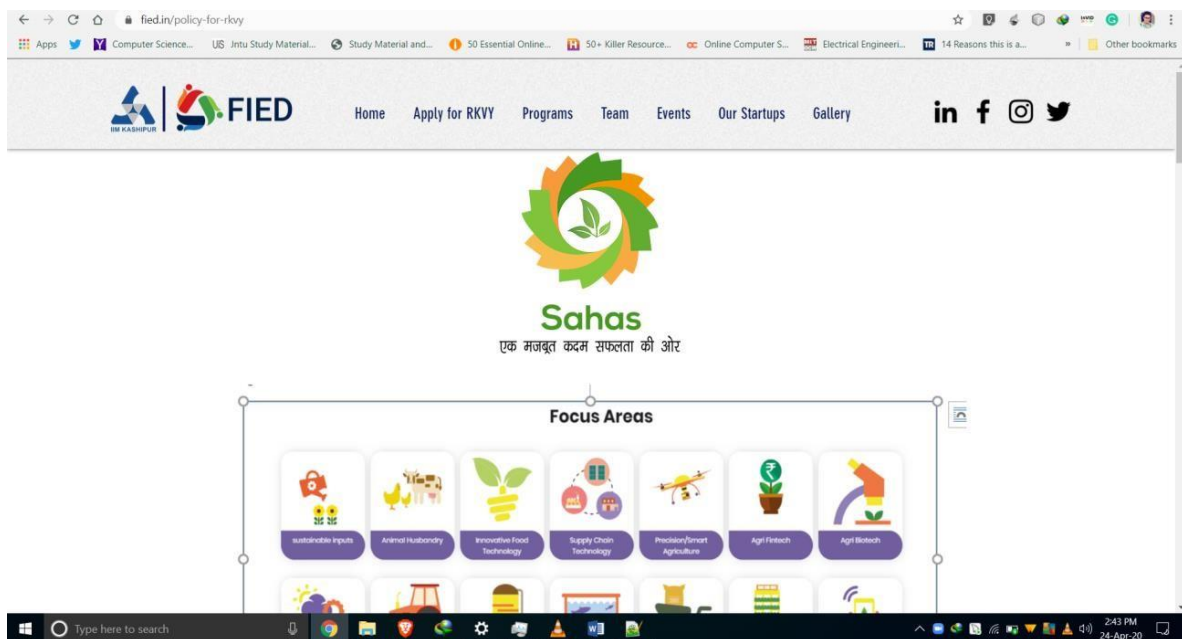 fied.in/policy-for-rkvy
Apps Computer Science... US Jntu Study Material... Study Material and... 50 Essential Online... 50+ Killer Resource... Online Computer S... Electrical Engineeri... TR 14 Reasons this is a... » Other bookmarks
IIM KASHIPUR FIED Home Apply for RKVY Programs Team Events Our Startups Gallery in f
Sahas
एक मजबूत कदम सफलता की ओर
Focus Areas
sustainable inputs Animal Husbandry Innovative Food Technology Supply Chain Technology Precision/Smart Agriculture Agri Fintech Agri Biotech
Type here to search
2:43 PM
24-Apr-20